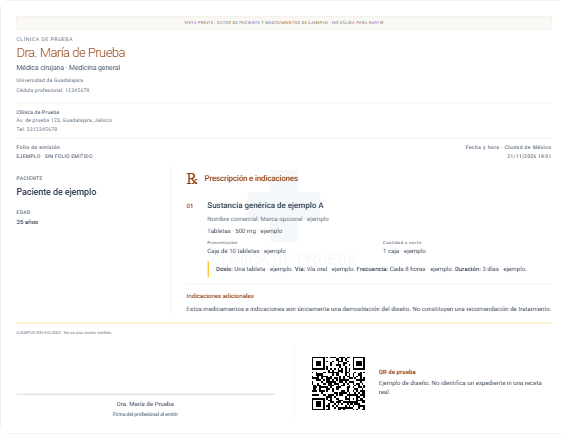 VISTA PREVIA · DATOS DE PACIENTE Y MEDICAMENTOS DE EJEMPLO · NO VÁLIDA PARA SURTIR
CLÍNICA DE PRUEBA
Dra. María de Prueba
Médica cirujana · Medicina general
Universidad de Guadalajara
Cédula profesional: 12345678
Clínica de Prueba
Av. de prueba 123, Guadalajara, Jalisco
Tel. 3312345678
Folio de emisión
EJEMPLO · SIN FOLIO EMITIDO
Fecha y hora · Ciudad de México
21/11/2026 19:01
PACIENTE
Paciente de ejemplo
EDAD
35 años
℞ Prescripción e indicaciones
01 Sustancia genérica de ejemplo A
Nombre comercial: Marca opcional · ejemplo
Tabletas · 500 mg · ejemplo
Presentación
Caja de 10 tabletas · ejemplo
Cantidad a surtir
1 caja · ejemplo
CLÍNICA DE PRUEBA
Dosis: Una tableta · ejemplo. Vía: Vía oral · ejemplo. Frecuencia: Cada 8 horas · ejemplo. Duración: 3 días · ejemplo.
Indicaciones adicionales
Estos medicamentos e indicaciones son únicamente una demostración del diseño. No constituyen una recomendación de tratamiento.
EJEMPLO SIN VALIDEZ · No es una receta emitida.
Dra. María de Prueba
Firma del profesional al emitir
QR de prueba
Ejemplo de diseño. No identifica un expediente ni una receta
real.